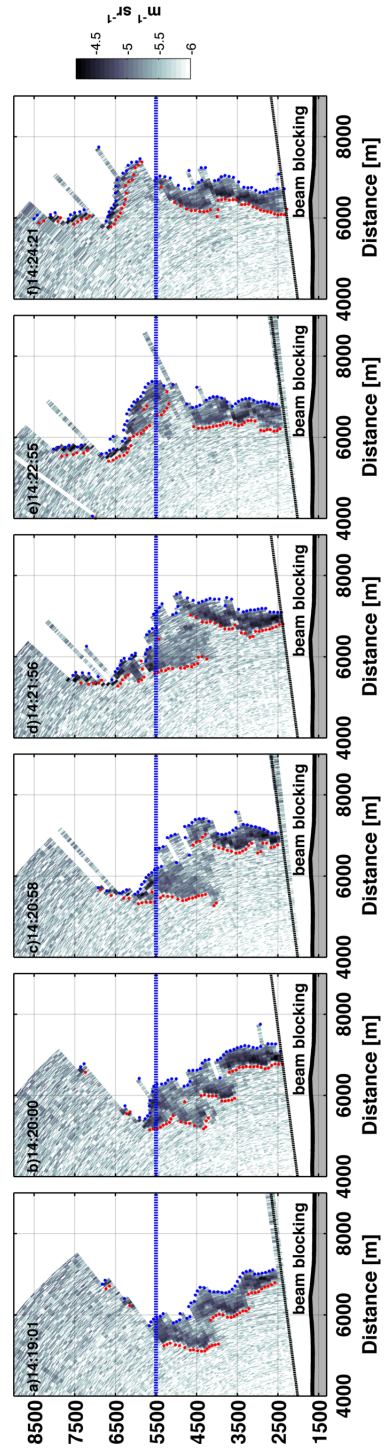 a)14:19:01
b)14:20:00
c)14:20:58
d)14:21:56
e)14:22:55
f)14:24:21
8500
7500
6500
5500
4500
3500
2500
1500
beam blocking
beam blocking
beam blocking
beam blocking
beam blocking
beam blocking
4000 6000 8000
4000 6000 8000
4000 6000 8000
4000 6000 8000
4000 6000 8000
4000 6000 8000
Distance [m]
Distance [m]
Distance [m]
Distance [m]
Distance [m]
Distance [m]
-4.5
-5
-5.5
-6
m⁻¹ sr⁻¹